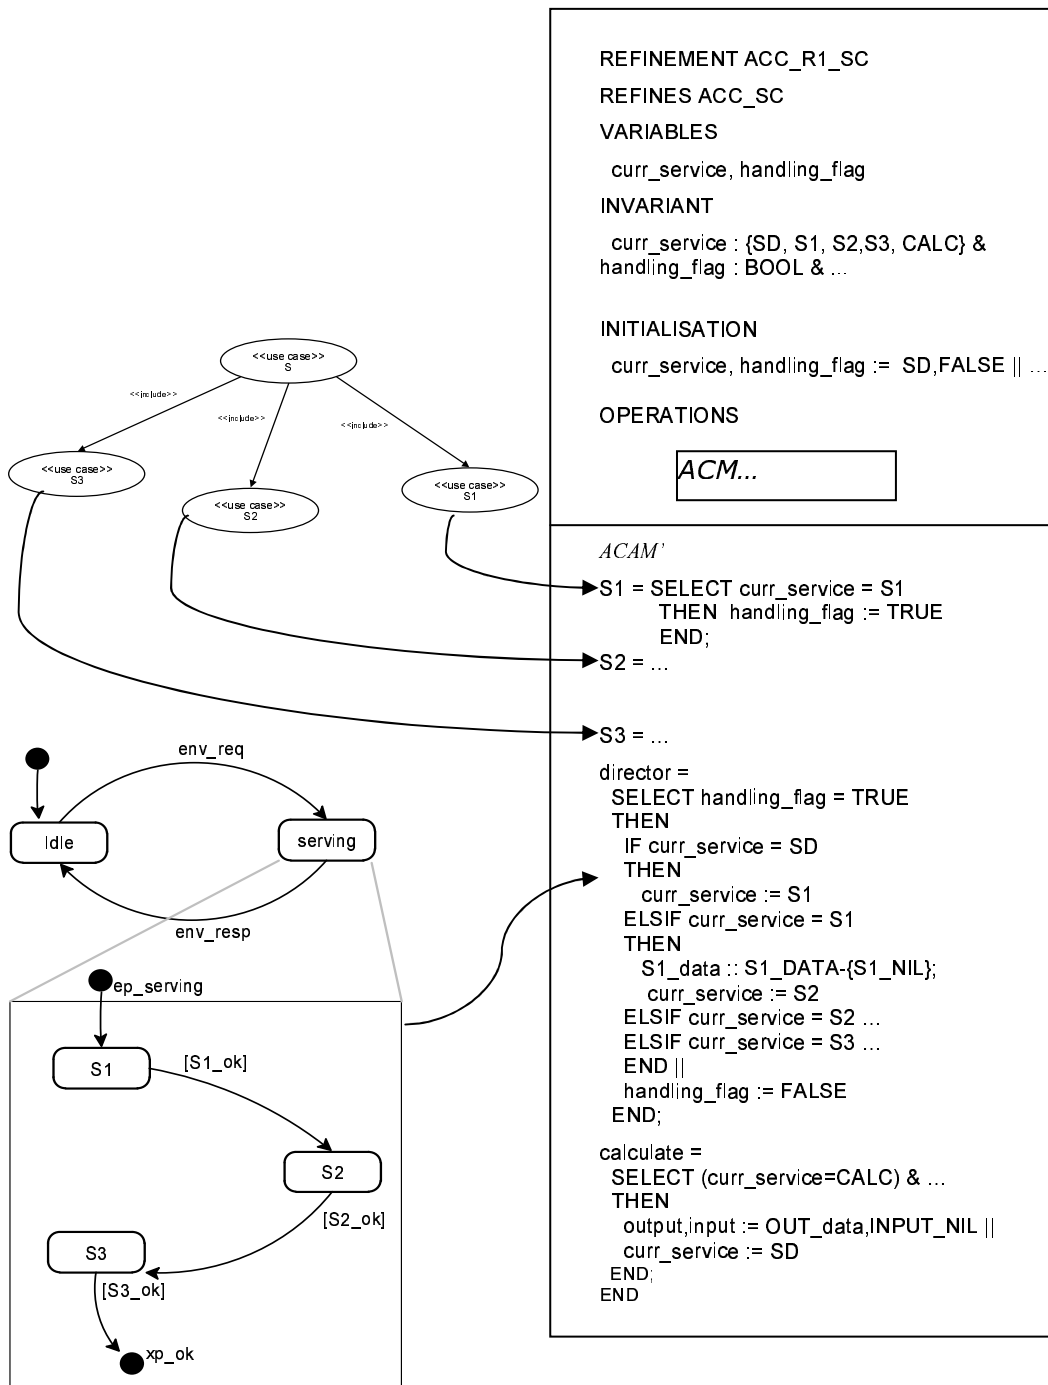 REFINEMENT ACC_R1_SC
REFINES ACC_SC
VARIABLES
curr_service, handling_flag
INVARIANT
curr_service : {SD, S1, S2,S3, CALC} &
handling_flag : BOOL & ...
INITIALISATION
curr_service, handling_flag := SD,FALSE || ...
OPERATIONS
ACM...
<<use case>>
S
<<include>>
<<include>>
<<include>>
<<use case>>
S3
<<use case>>
S2
<<use case>>
S1
ACAM’
S1 = SELECT curr_service = S1
THEN handling_flag := TRUE
END;
S2 = ...
S3 = ...
director =
SELECT handling_flag = TRUE
THEN
IF curr_service = SD
THEN
curr_service := S1
ELSIF curr_service = S1
THEN
S1_data :: S1_DATA-{S1_NIL};
curr_service := S2
ELSIF curr_service = S2 ...
ELSIF curr_service = S3 ...
END ||
handling_flag := FALSE
END;
calculate =
SELECT (curr_service=CALC) & ...
THEN
output,input := OUT_data,INPUT_NIL ||
curr_service := SD
END;
END
env_req
Idle
serving
env_resp
ep_serving
S1
[S1_ok]
S2
[S2_ok]
S3
[S3_ok]
xp_ok